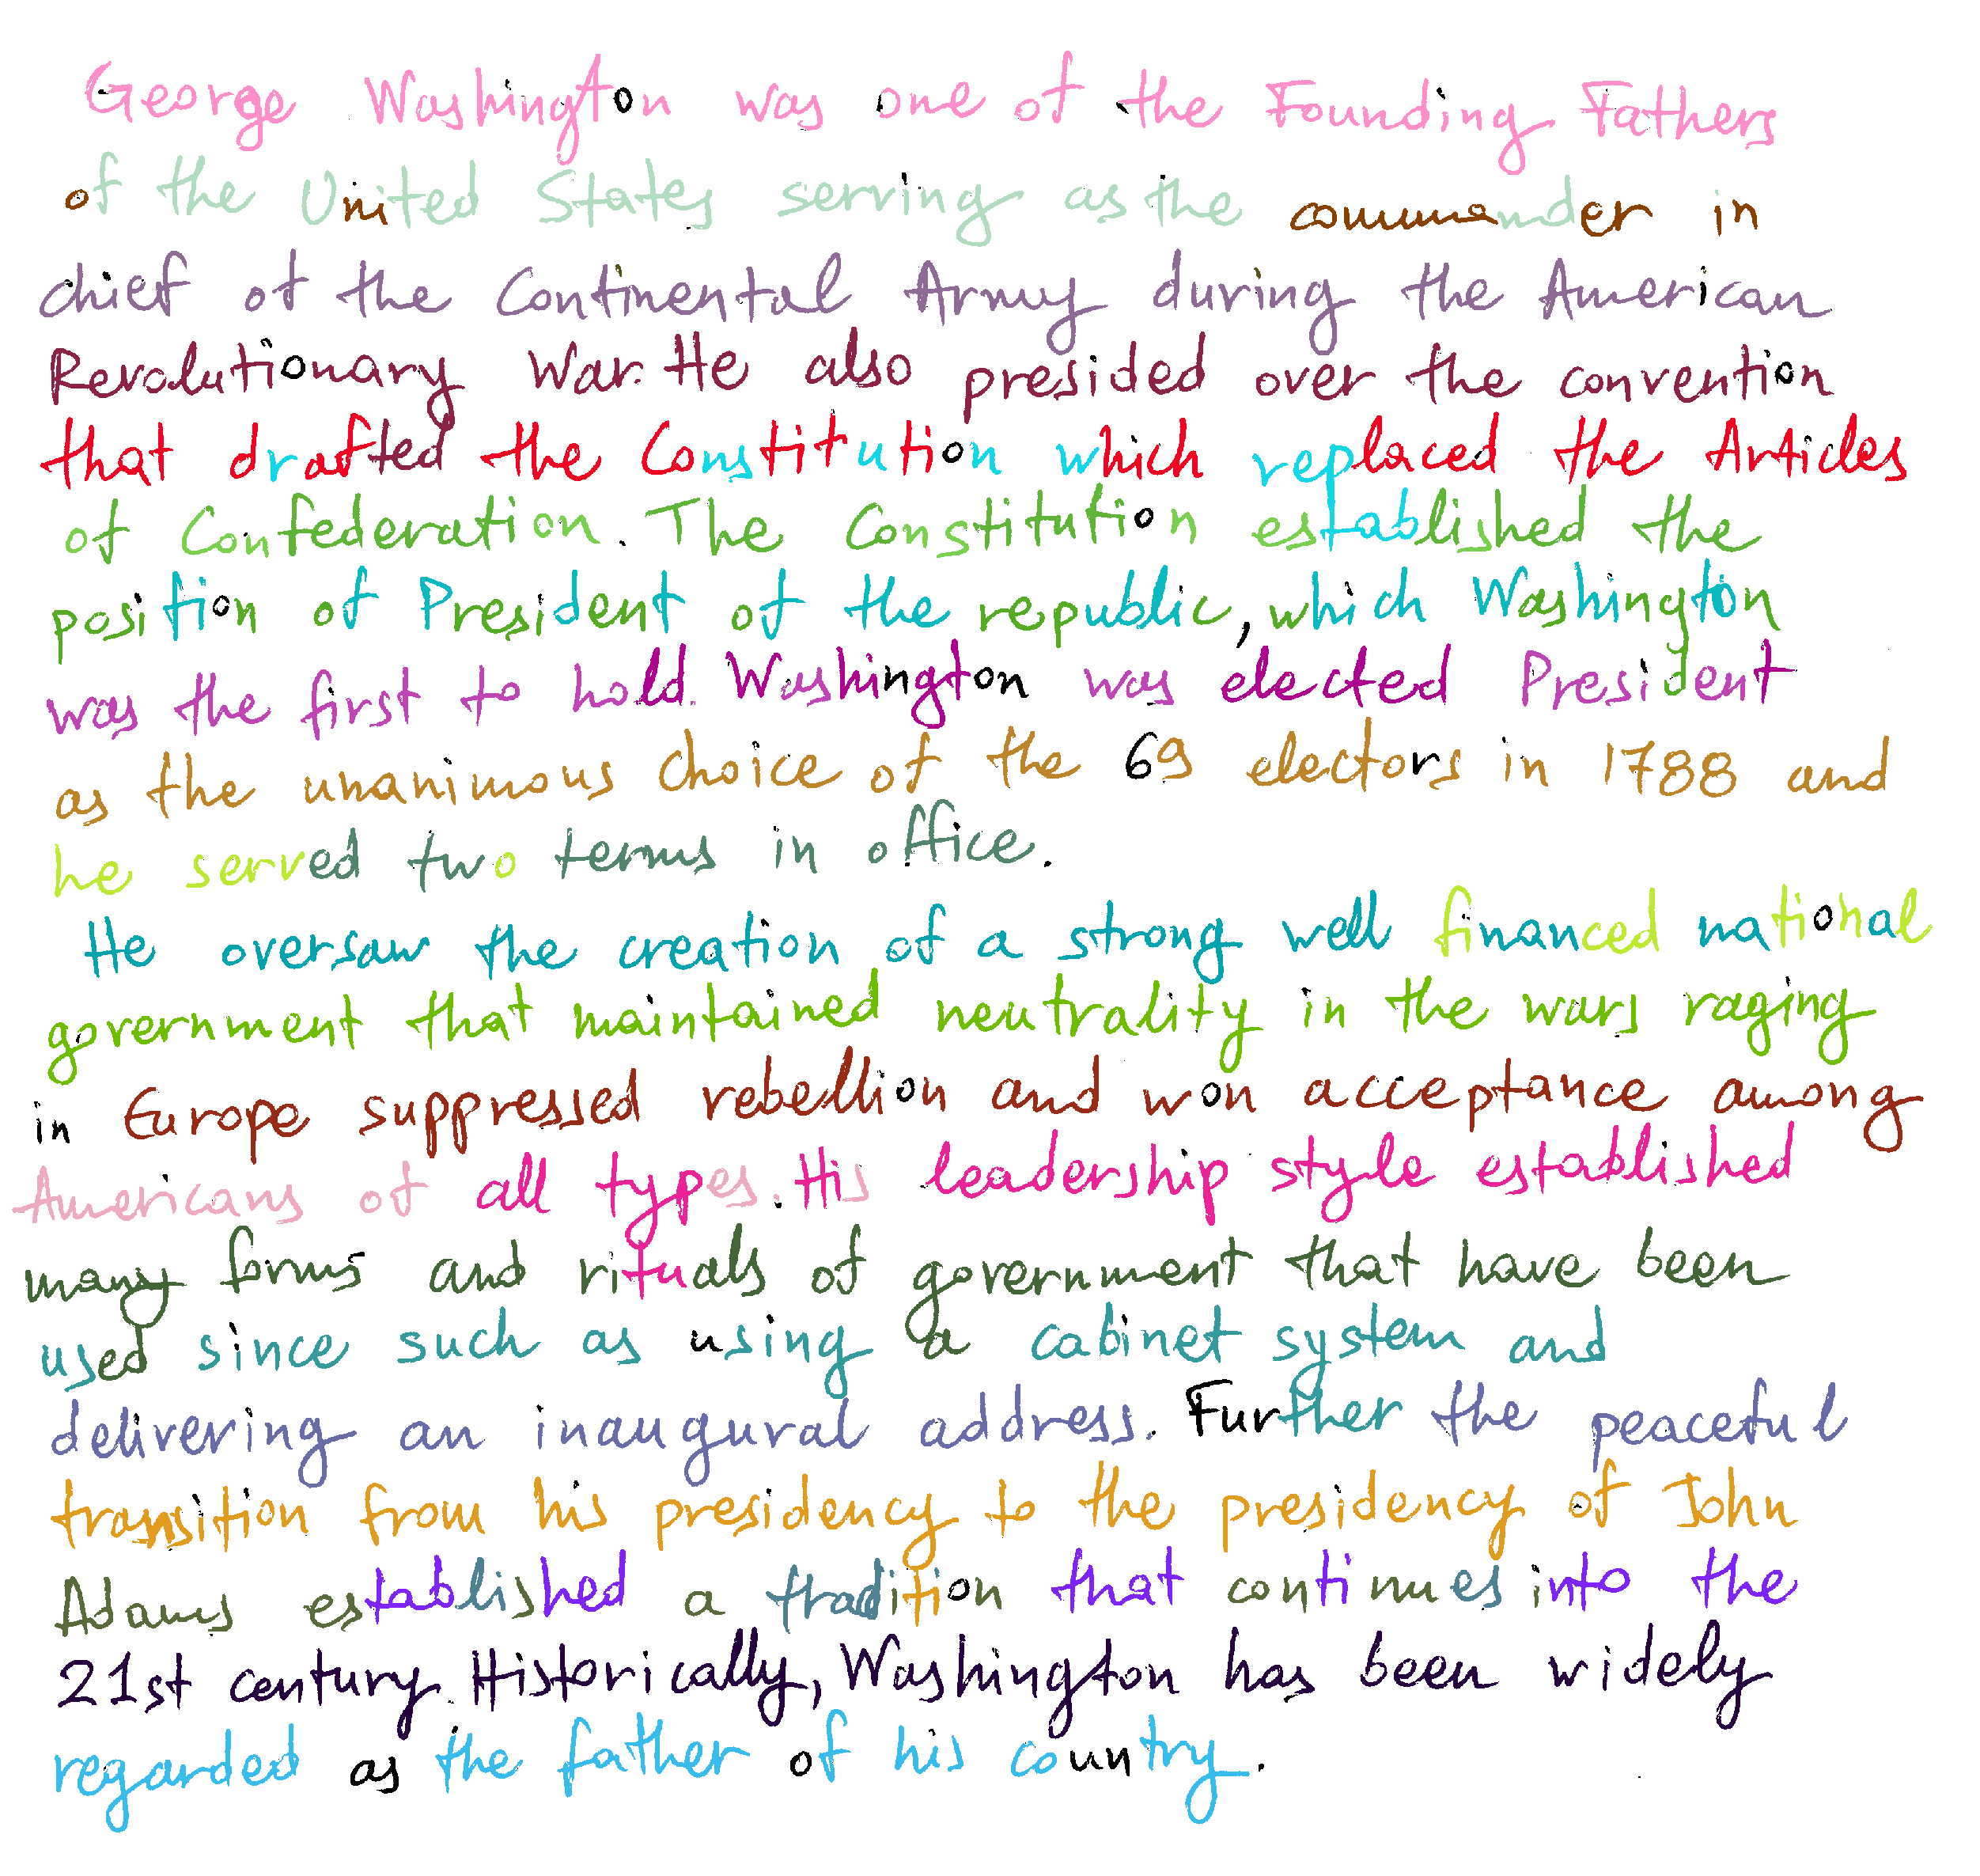 George Washington was one of the Founding Fathers
of the United States serving as the commander in
chief of the Continental Army during the American
Revolutionary War. He also presided over the convention
that drafted the Constitution which replaced the Articles
of Confederation. The Constitution established the
position of President of the republic, which Washington
was the first to hold. Washington was elected President
as the unanimous choice of the 69 electors in 1788 and
he served two terms in office.
He oversaw the creation of a strong well financed national
government that maintained neutrality in the wars raging
in Europe suppressed rebellion and won acceptance among
Americans of all types. His leadership style established
many forms and rituals of government that have been
used since such as using a cabinet system and
delivering an inaugural address. Further the peaceful
transition from his presidency to the presidency of John
Adams established a tradition that continues into the
21st century. Historically, Washington has been widely
regarded as the father of his country.